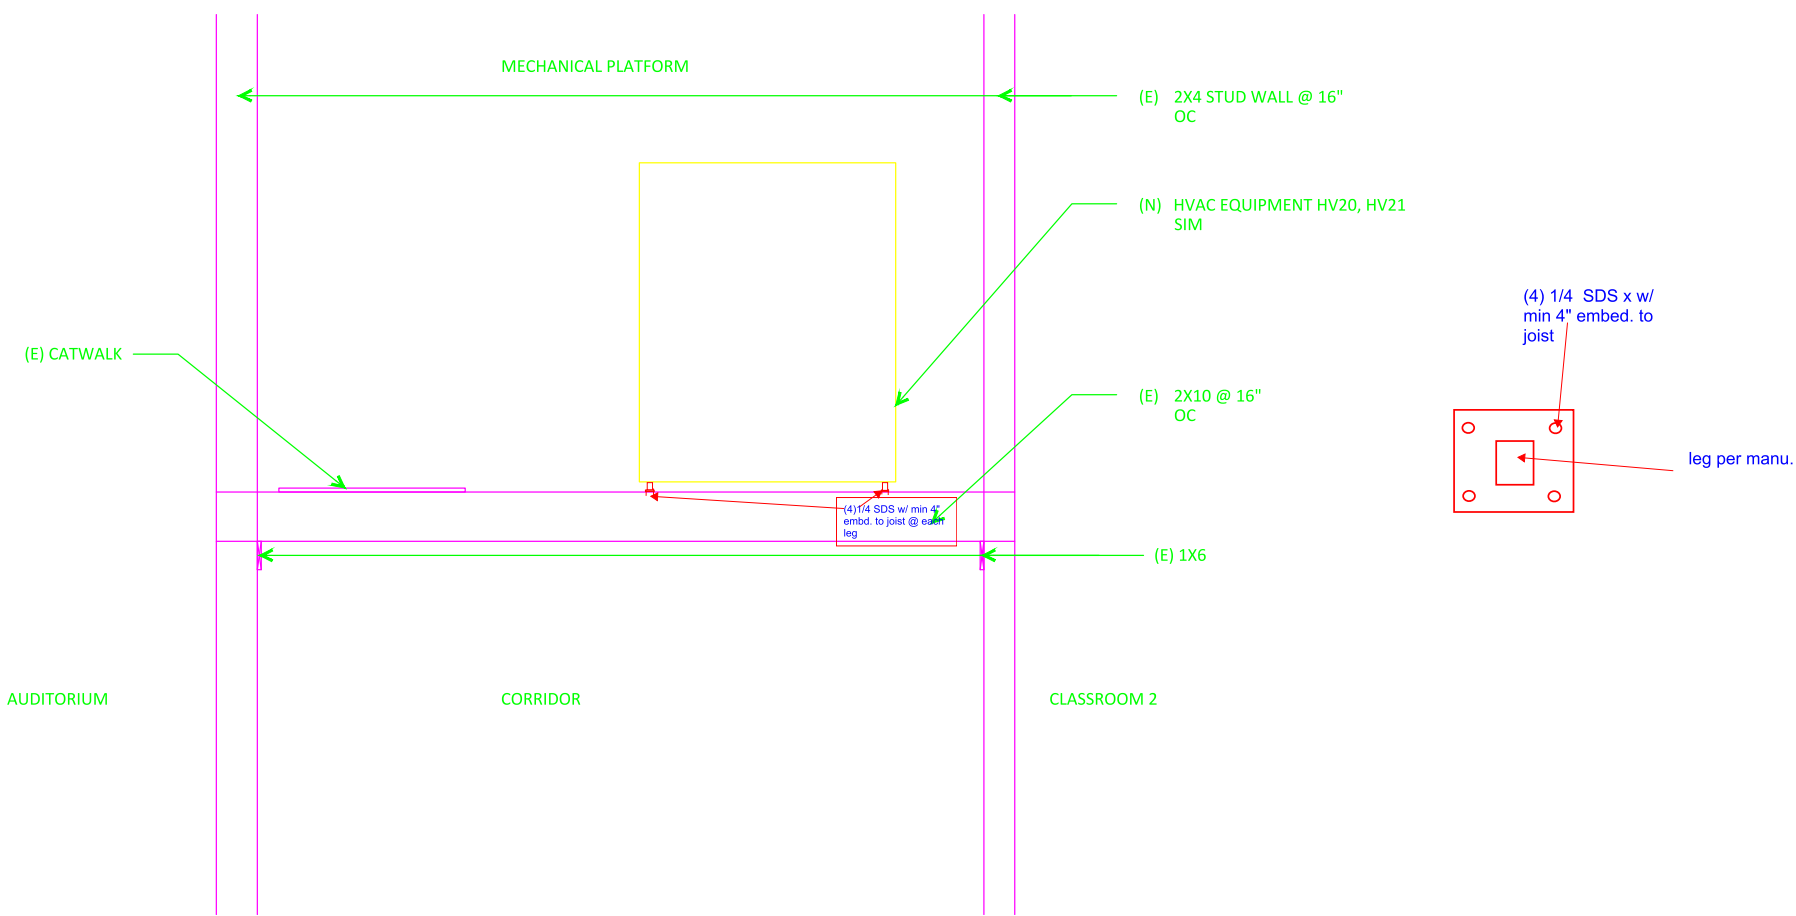 MECHANICAL PLATFORM
(E) 2X4 STUD WALL @ 16"
OC
(N) HVAC EQUIPMENT HV20, HV21
SIM
(4) 1/4 SDS x w/
min 4" embed. to
joist
(E) CATWALK
(E) 2X10 @ 16"
OC
leg per manu.
(4)1/4 SDS w/ min 4"
embd. to joist @ each
leg
(E) 1X6
AUDITORIUM
CORRIDOR
CLASSROOM 2